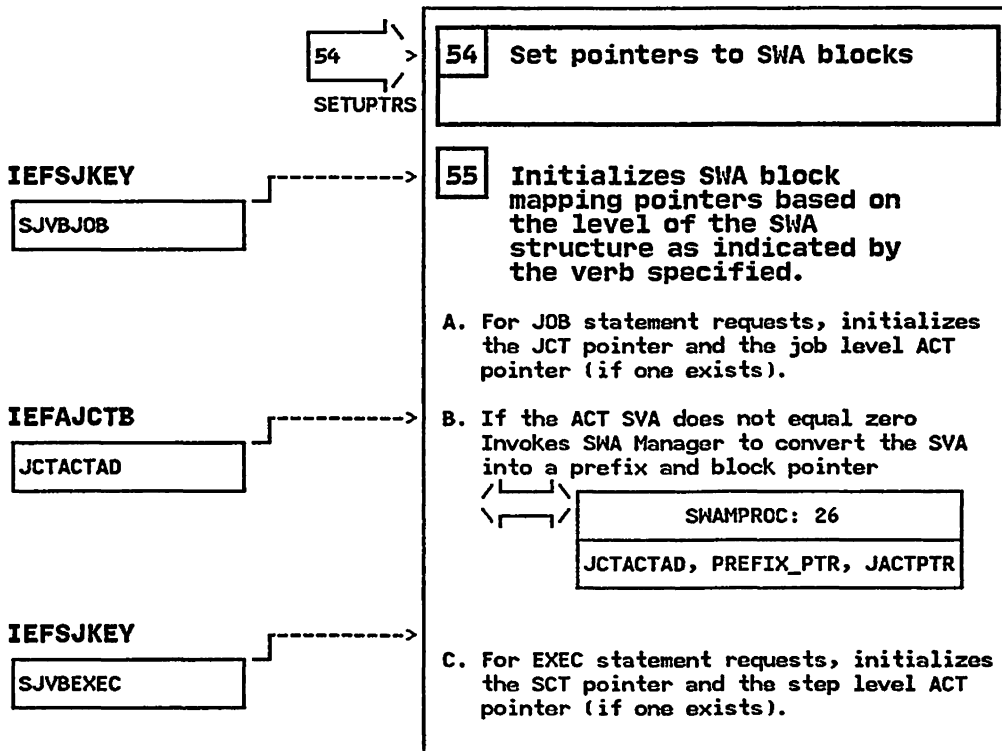 54
SETUPTRS
54 Set pointers to SWA blocks
IEFSJKEY
SJVBJOB
55 Initializes SWA block
mapping pointers based on
the level of the SWA
structure as indicated by
the verb specified.
A. For JOB statement requests, initializes
the JCT pointer and the job level ACT
pointer (if one exists).
IEFAJCTB
JCTACTAD
B. If the ACT SVA does not equal zero
Invokes SWA Manager to convert the SVA
into a prefix and block pointer
SWAMPROC: 26
JCTACTAD, PREFIX_PTR, JACTPTR
IEFSJKEY
SJVBEXEC
C. For EXEC statement requests, initializes
the SCT pointer and the step level ACT
pointer (if one exists).